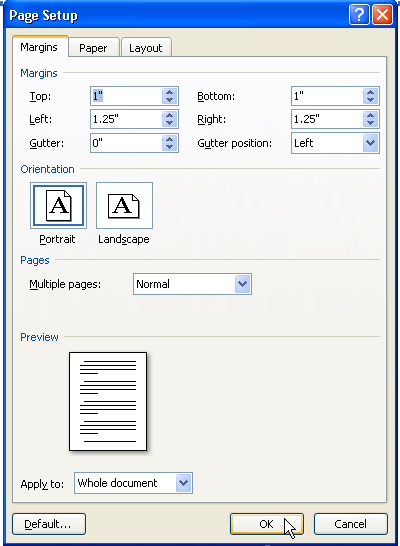 Page Setup
Margins Paper Layout
Margins
Top: 1" Bottom: 1"
Left: 1.25" Right: 1.25"
Gutter: 0" Gutter position: Left
Orientation
A A
Portrait Landscape
Pages
Multiple pages: Normal
Preview
Apply to: Whole document
Default... OK Cancel